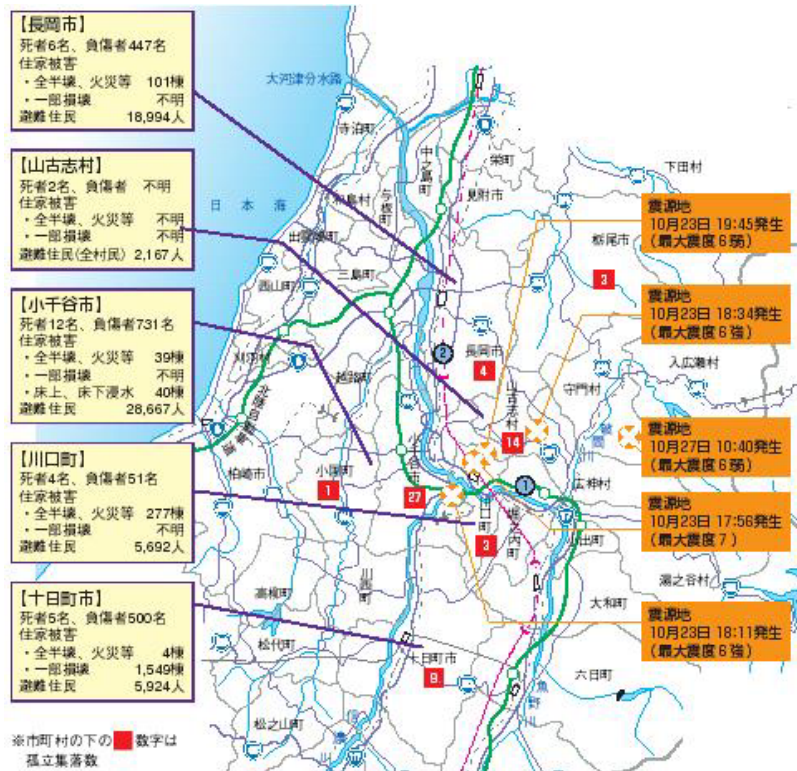 【長岡市】
死者6名、負傷者447名
住家被害
・全半壊、火災等 101棟
・一部損壊 不明
避難住民 18,994人
【山古志村】
死者2名、負傷者 不明
住家被害
・全半壊、火災等 不明
・一部損壊 不明
避難住民(全村民) 2,167人
【小千谷市】
死者12名、負傷者731名
住家被害
・全半壊、火災等 39棟
・一部損壊 不明
・床上、床下浸水 40棟
避難住民 28,667人
【川口町】
死者4名、負傷者51名
住家被害
・全半壊、火災等 277棟
・一部損壊 不明
避難住民 5,692人
【十日町市】
死者5名、負傷者500名
住家被害
・全半壊、火災等 4棟
・一部損壊 1,549棟
避難住民 5,924人
※市町村の下の 数字は
孤立集落数
大河津分水路
寺泊町
中之島町
栄町
下田村
日本海
与板町
見附市
栃尾市
3
三島町
西山町
2
長岡市
4
越路町
山古志村
14
守門村
入広瀬村
柏崎市
小国町
1
小千谷市
27
1
広神村
3
堀之内町
川西町
湯之谷村
高柳町
大和町
松代町
十日町市
9
六日町
魚野川
松之山町
信濃川
震源地
10月23日 19:45発生
(最大震度6弱)
震源地
10月23日 18:34発生
(最大震度6強)
震源地
10月27日 10:40発生
(最大震度6弱)
震源地
10月23日 17:56発生
(最大震度7)
震源地
10月23日 18:11発生
(最大震度6強)